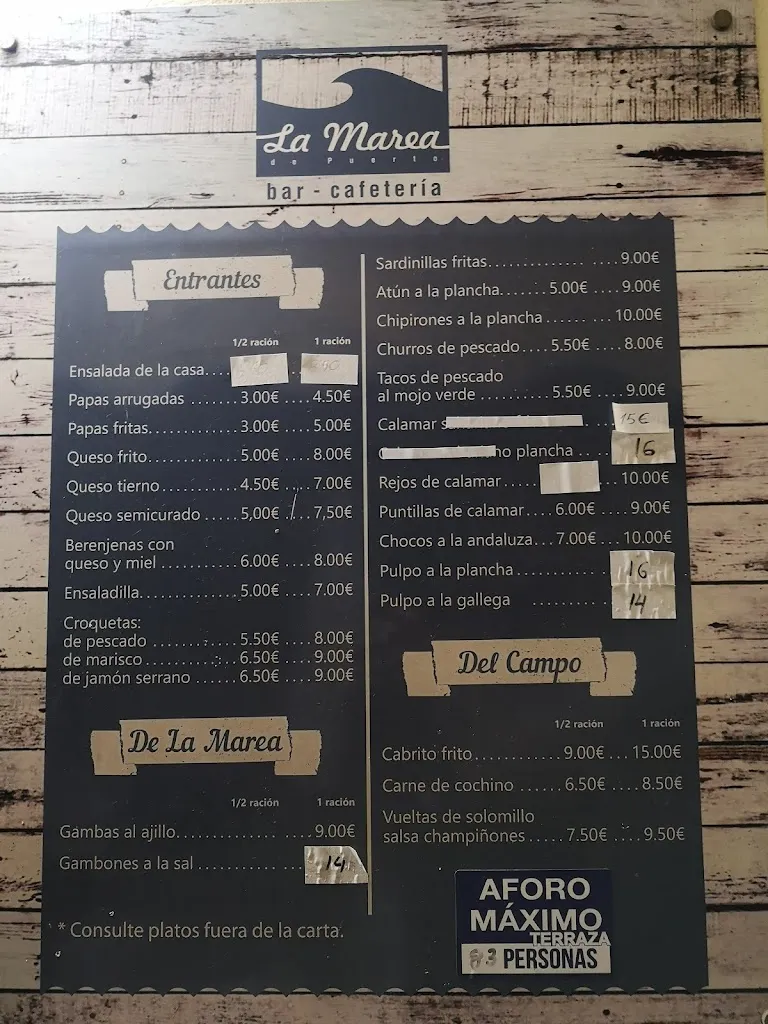 La Marea
de Puerto
bar - cafetería
Entrantes
1/2 ración 1 ración
Ensalada de la casa....
Papas arrugadas ........3.00€ ....4.50€
Papas fritas..............3.00€ ....5.00€
Queso frito...............5.00€ ....8.00€
Queso tierno............4.50€ ....7.00€
Queso semicurado .....5,00€ ....7,50€
Berenjenas con
queso y miel ............6.00€ ....8.00€
Ensaladilla................5.00€ ....7.00€
Croquetas:
de pescado ..............5.50€ ....8.00€
de marisco...............6.50€ ....9.00€
de jamón serrano ......6.50€ ....9.00€
De La Marea
1/2 ración 1 ración
Gambas al ajillo.................. ....9.00€
Gambones a la sal ............... ... 14
* Consulte platos fuera de la carta.
Sardinillas fritas.................. ....9.00€
Atún a la plancha.......5.00€ ....9.00€
Chipirones a la plancha ...... ...10.00€
Churros de pescado....5.50€ ....8.00€
Tacos de pescado
al mojo verde ...........5.50€ ....9.00€
Calamar 15€
plancha .... 16
Rejos de calamar...... ...10.00€
Puntillas de calamar....6.00€ ....9.00€
Chocos a la andaluza...7.00€ ...10.00€
Pulpo a la plancha............... 16
Pulpo a la gallega ............ 14
Del Campo
1/2 ración 1 ración
Cabrito frito..............9.00€ ...15.00€
Carne de cochino ......6.50€ ....8.50€
Vueltas de solomillo
salsa champiñones .....7.50€ ....9.50€
AFORO
MÁXIMO
TERRAZA
PERSONAS